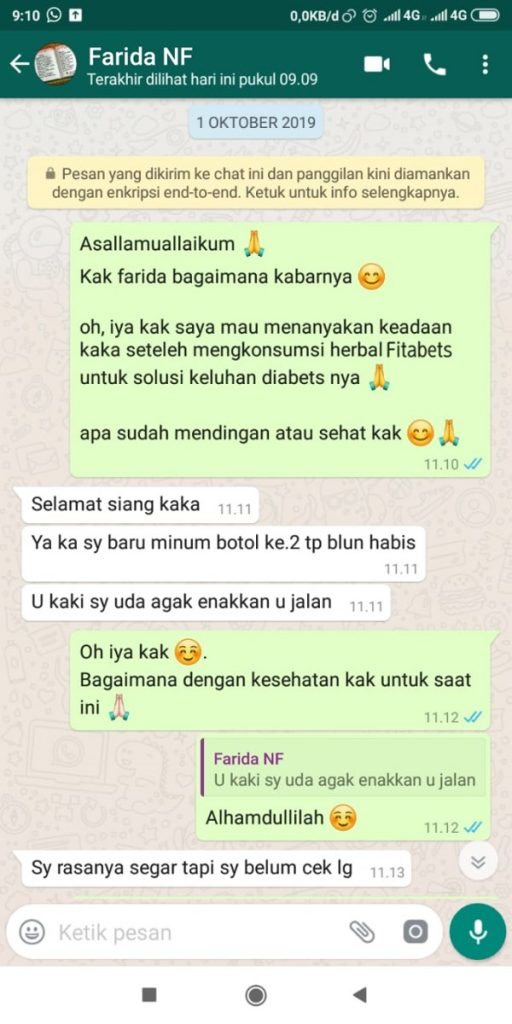 9:10 0,0KB/d 4G 4G
Farida NF
Terakhir dilihat hari ini pukul 09.09
1 OKTOBER 2019
Pesan yang dikirim ke chat ini dan panggilan kini diamankan
dengan enkripsi end-to-end. Ketuk untuk info selengkapnya.
Asallamuallaikum 🙏
Kak farida bagaimana kabarnya 😊
oh, iya kak saya mau menanyakan keadaan
kaka seteleh mengkonsumsi herbal Fitabets
untuk solusi keluhan diabets nya 🙏
apa sudah mendingan atau sehat kak 😊🙏
11.10
Selamat siang kaka 11.11
Ya ka sy baru minum botol ke.2 tp blun habis
11.11
U kaki sy uda agak enakkan u jalan 11.11
Oh iya kak ☺️.
Bagaimana dengan kesehatan kak untuk saat
ini 🙏🏻
11.12
Farida NF
U kaki sy uda agak enakkan u jalan
Alhamdullilah ☺️
11.12
Sy rasanya segar tapi sy belum cek lg 11.13
Ketik pesan